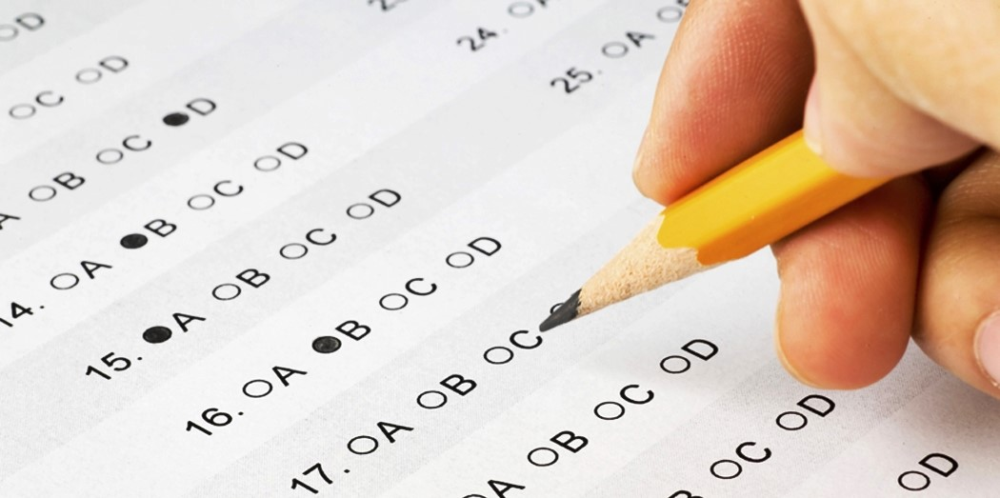 D
C D
A B C D
14. A B C D
15. A B C D
16. A B C D
17. A B C
A B C D
B C D
D
24.
25. A